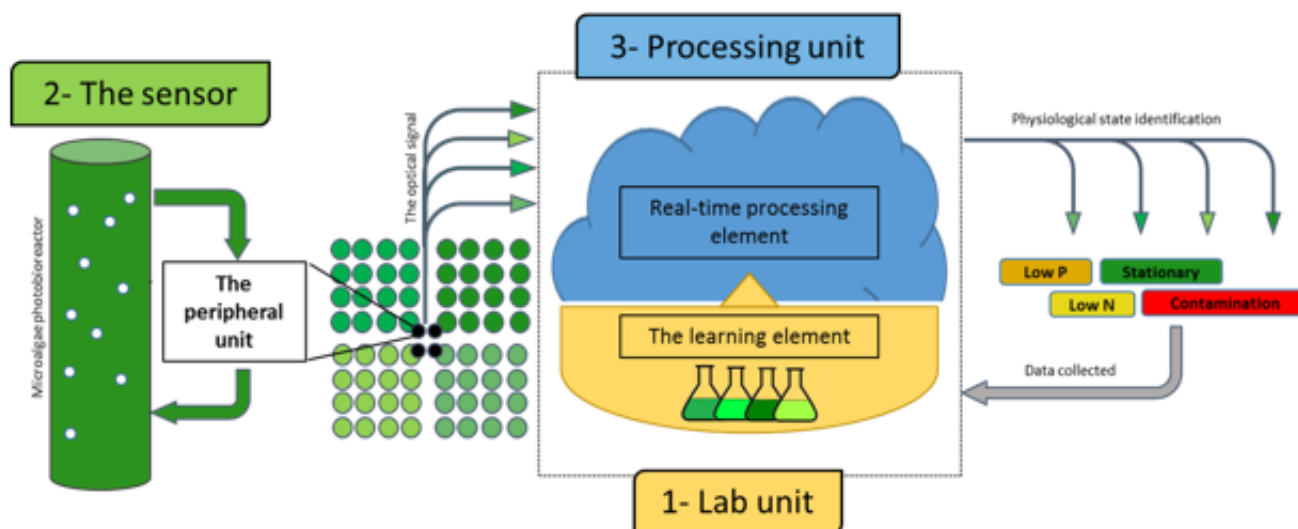 3- Processing unit
2- The sensor
Microalgae photobioreactor
The
peripheral
unit
The optical signal
Real-time processing
element
The learning element
1- Lab unit
Physiological state identification
Low P
Stationary
Low N
Contamination
Data collected